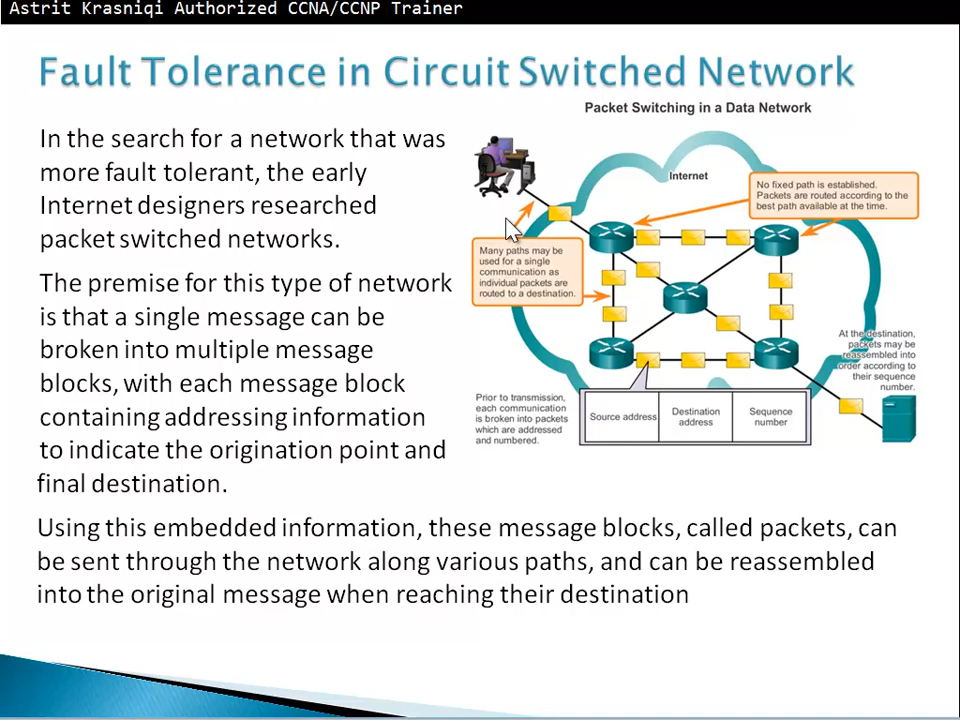 Astrit Krasniqi Authorized CCNA/CCNP Trainer
Fault Tolerance in Circuit Switched Network
Packet Switching in a Data Network
In the search for a network that was
more fault tolerant, the early
Internet designers researched
packet switched networks.
The premise for this type of network
is that a single message can be
broken into multiple message
blocks, with each message block
containing addressing information
to indicate the origination point and
final destination.
Internet
No fixed path is established.
Packets are routed according to the
best path available at the time.
Many paths may be
used for a single
communication as
individual packets are
routed to a destination.
At the destination,
packets may be
reassembled into
order according to
their sequence
number.
Prior to transmission,
each communication
is broken into packets
which are addressed
and numbered.
Source address
Destination
address
Sequence
number
Using this embedded information, these message blocks, called packets, can
be sent through the network along various paths, and can be reassembled
into the original message when reaching their destination